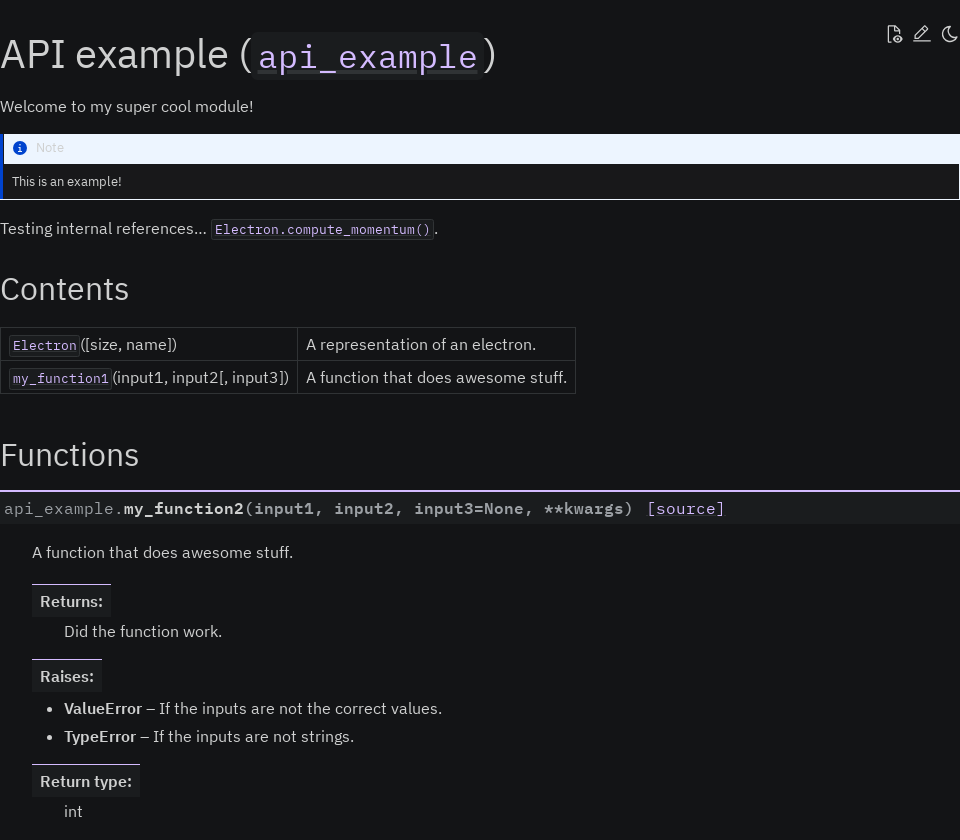 API example (api_example)
Welcome to my super cool module!
Note
This is an example!
Testing internal references… Electron.compute_momentum().
Contents
Electron([size, name]) A representation of an electron.
my_function1(input1, input2[, input3]) A function that does awesome stuff.
Functions
api_example.my_function2(input1, input2, input3=None, **kwargs) [source]
A function that does awesome stuff.
Returns:
Did the function work.
Raises:
• ValueError – If the inputs are not the correct values.
• TypeError – If the inputs are not strings.
Return type:
int